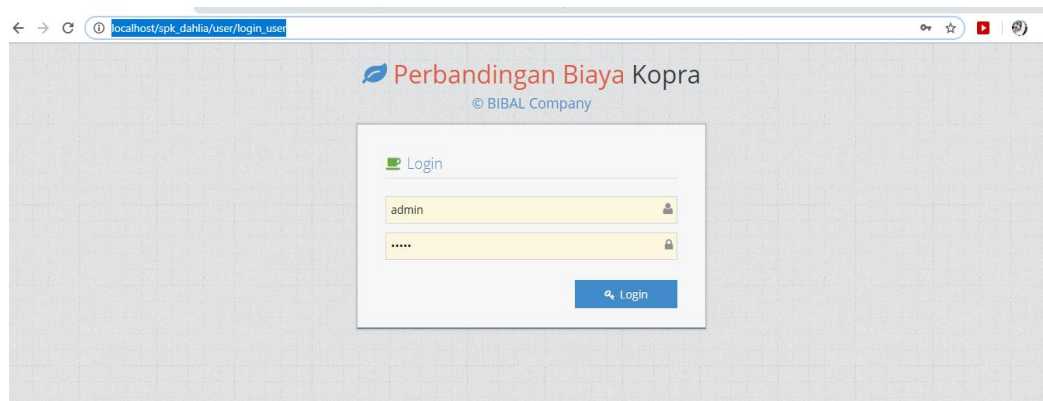 localhost/spk_dahlia/user/login_user
Perbandingan Biaya Kopra
© BIBAL Company
Login
admin
•••••
Login